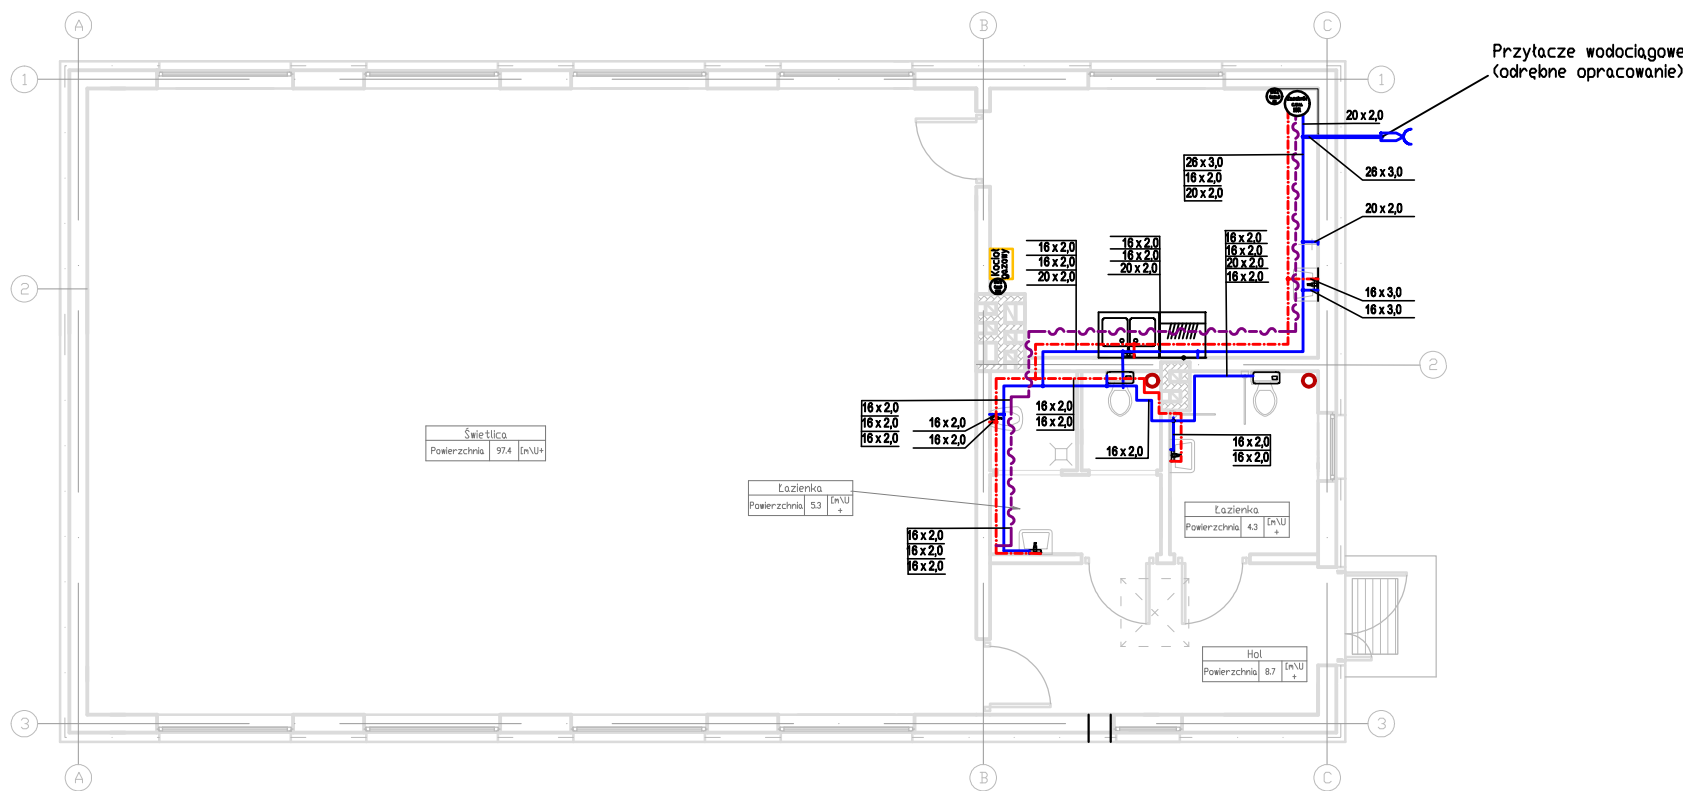 A
B
C
Przyłacze wodociągowe
(odrębne opracowanie)
1
1
20 x 2,0
26 x 3,0
16 x 2,0
20 x 2,0
26 x 3,0
20 x 2,0
16 x 2,0
16 x 2,0
20 x 2,0
16 x 2,0
16 x 2,0
20 x 2,0
16 x 2,0
16 x 2,0
20 x 2,0
16 x 2,0
Kocioł
gazowy
2
16 x 3,0
16 x 3,0
2
16 x 2,0
16 x 2,0
16 x 2,0
16 x 2,0
16 x 2,0
16 x 2,0
16 x 2,0
16 x 2,0
16 x 2,0
16 x 2,0
Świetlica
Powierzchnia 97.4 [m\U+
Łazienka
Powierzchnia 5.3 [m\U
+
Łazienka
Powierzchnia 4.3 [m\U
+
16 x 2,0
16 x 2,0
16 x 2,0
Hol
Powierzchnia 8.7 [m\U
+
3
3
A
B
C